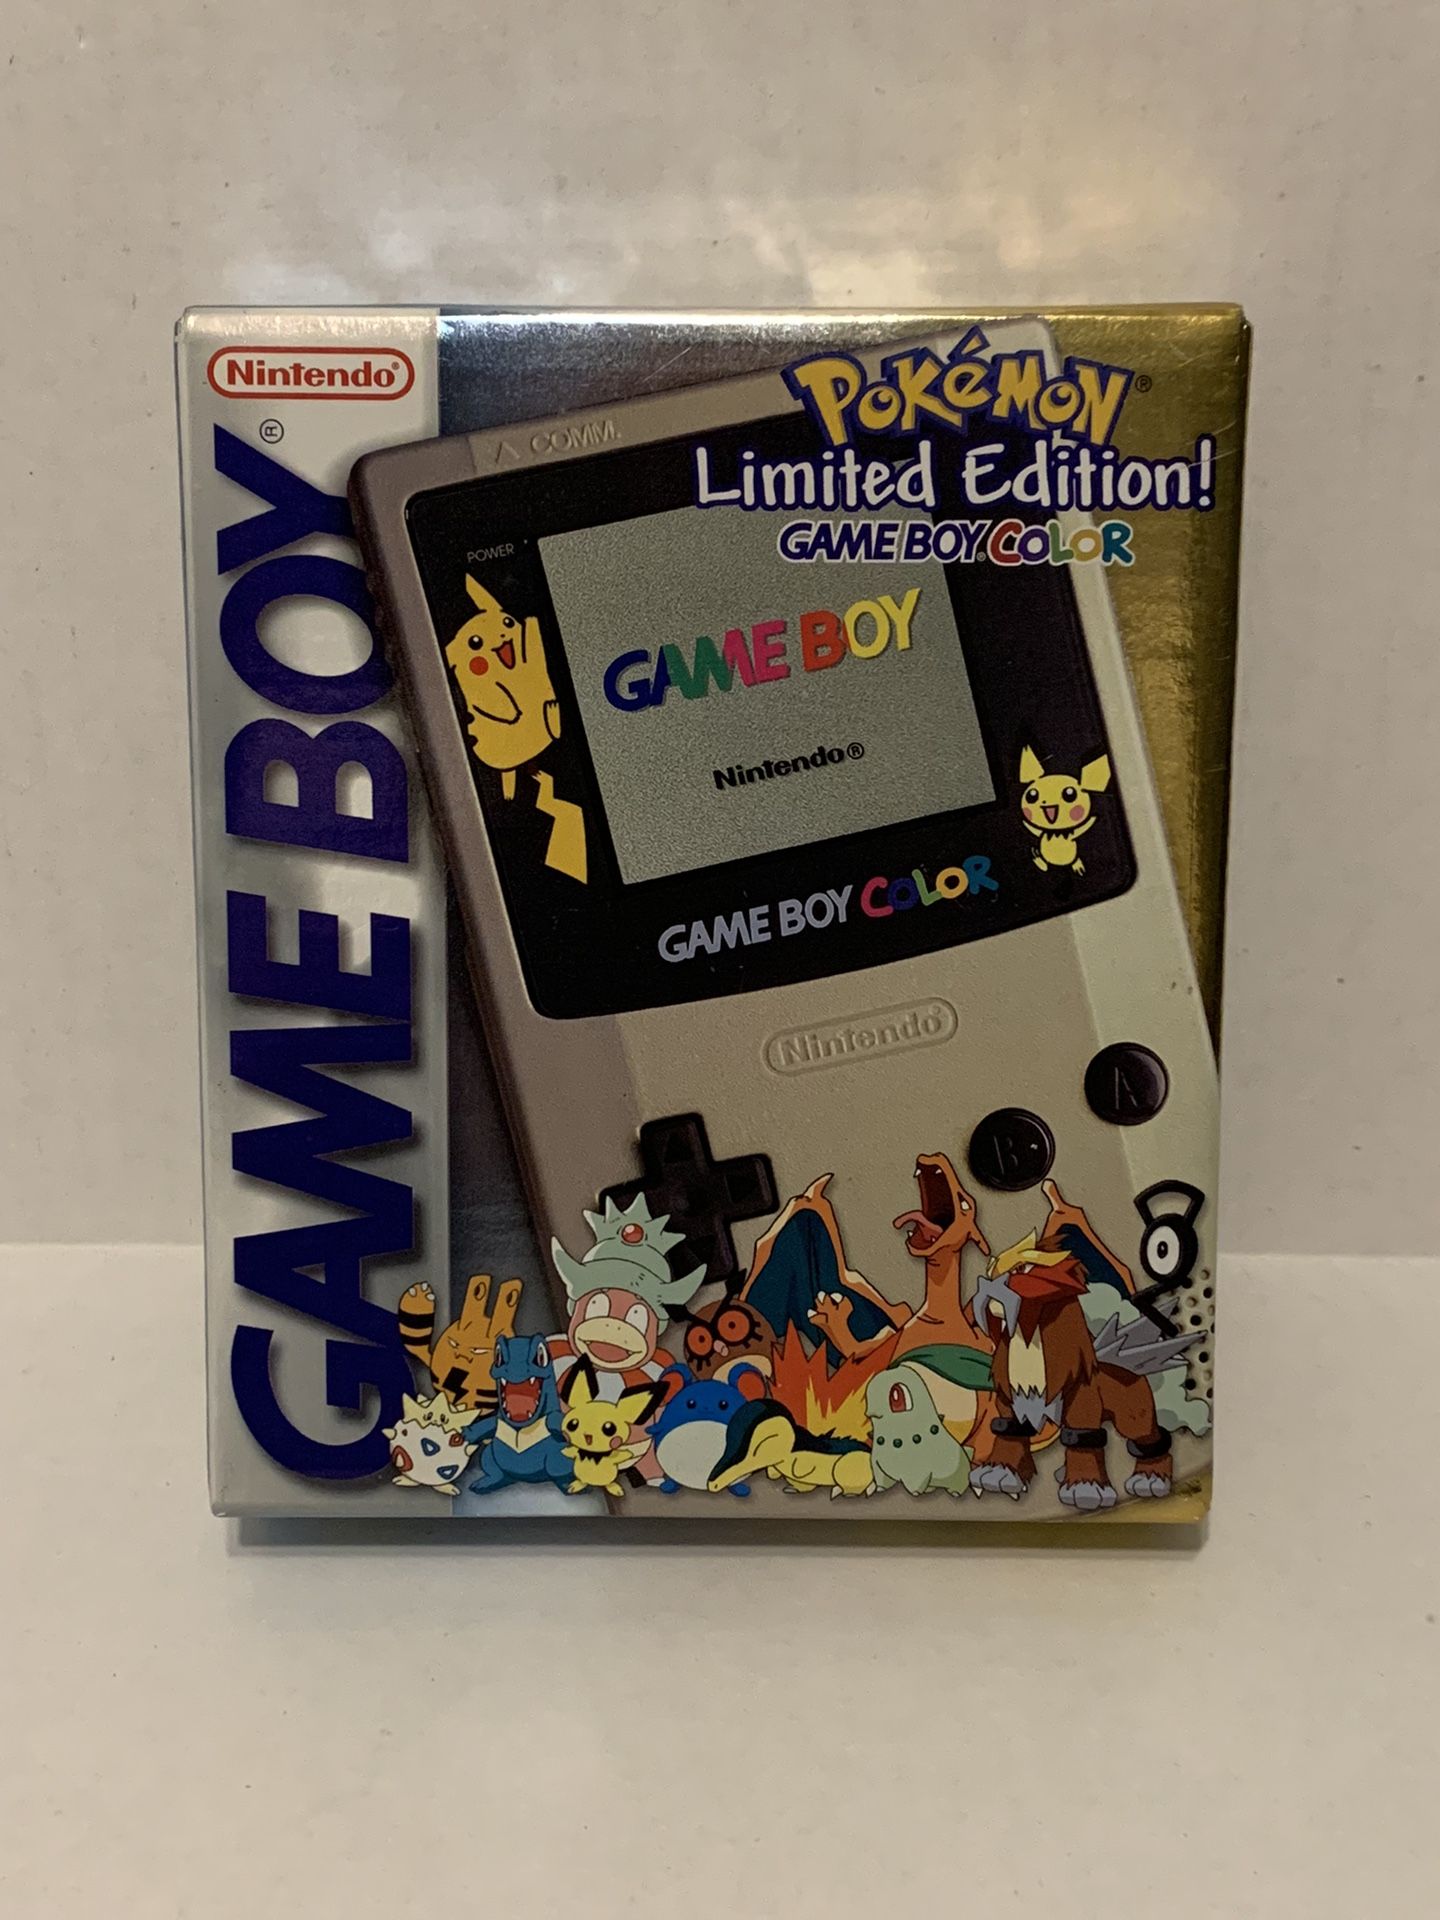 Nintendo®
GAME BOY®
POKéMON®
Limited Edition!
GAME BOY® COLOR
COMM.
POWER
GAME BOY
Nintendo®
GAME BOY COLOR
Nintendo®
A
B